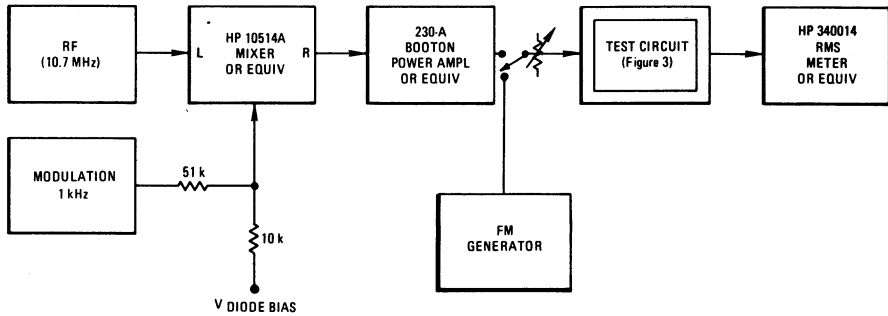 RF
(10.7 MHz)
L
HP 10514A
MIXER
OR EQUIV
R
230-A
BOOTON
POWER AMPL
OR EQUIV
TEST CIRCUIT
(Figure 3)
HP 340014
RMS
METER
OR EQUIV
MODULATION
1 kHz
51 k
10 k
V DIODE BIAS
FM
GENERATOR